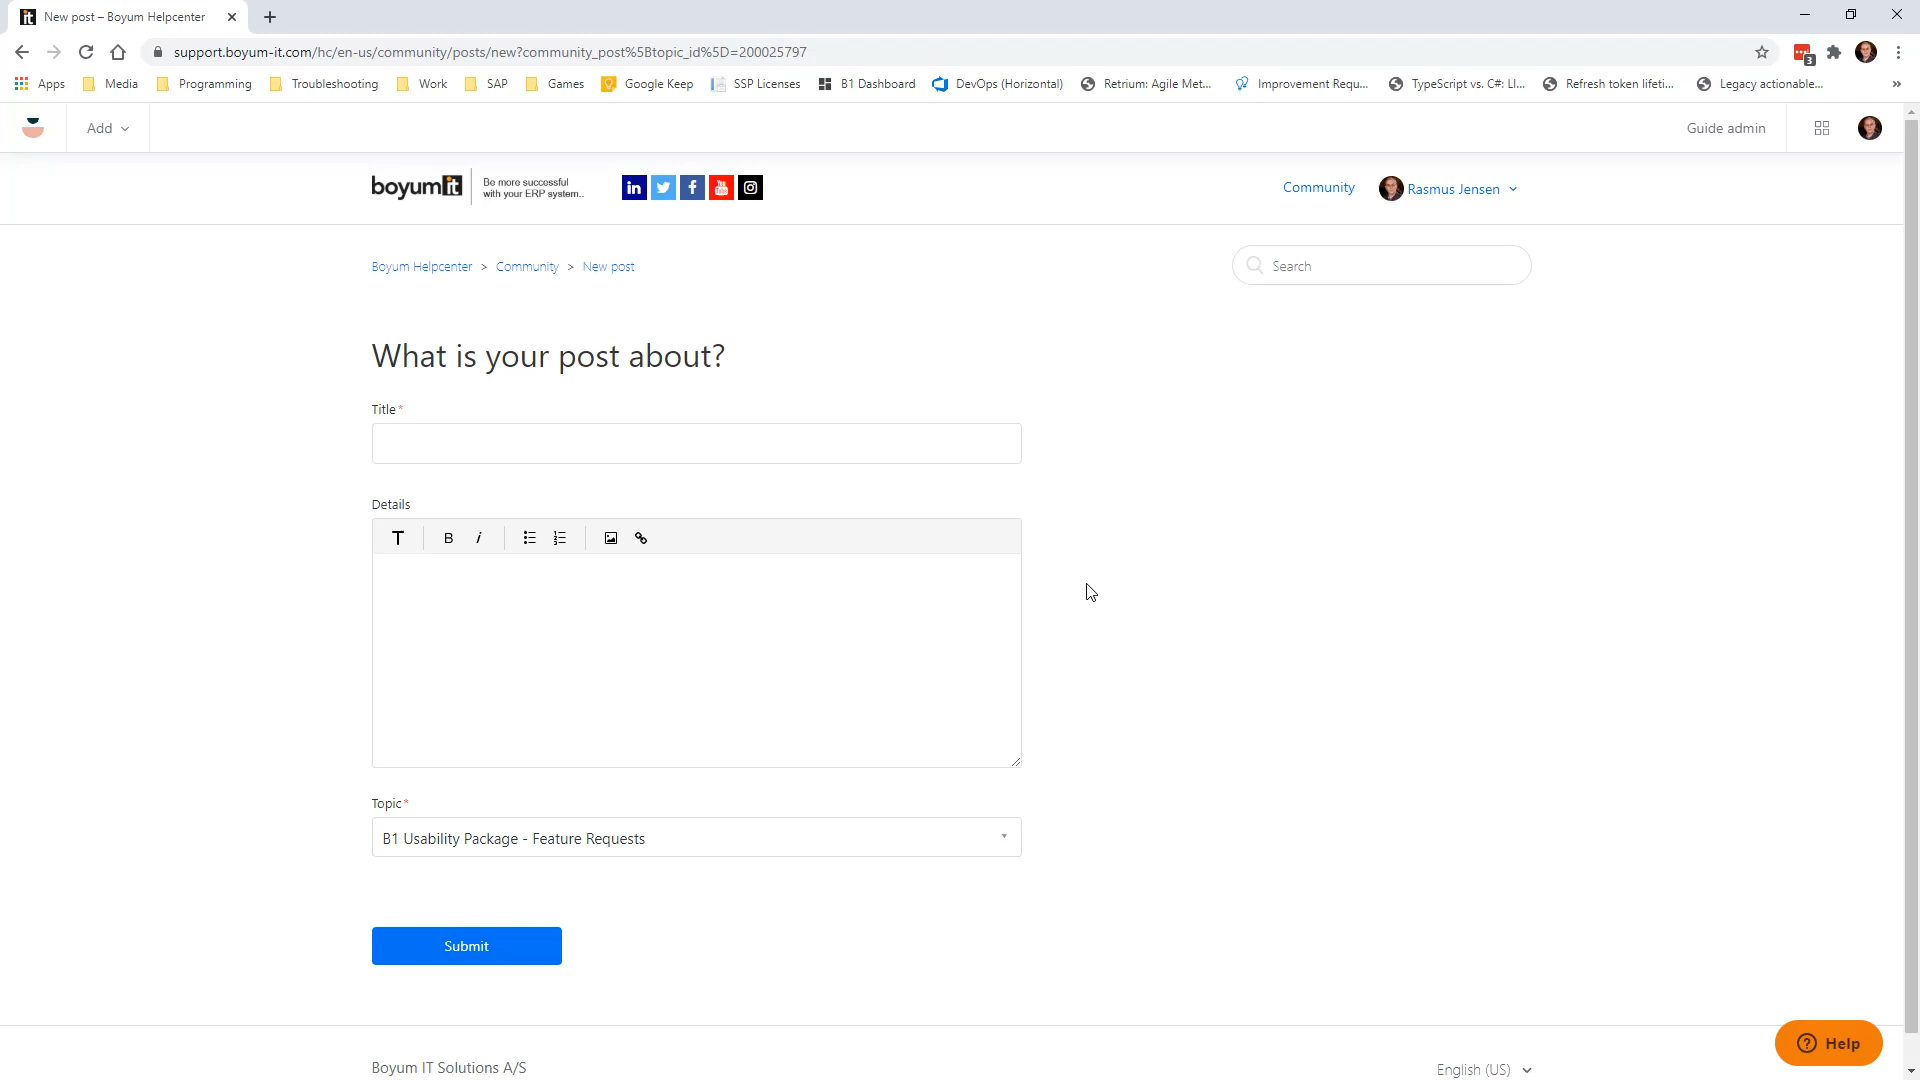 New post – Boyum Helpcenter
support.boyum-it.com/hc/en-us/community/posts/new?community_post%5Btopic_id%5D=200025797
3
Apps Media Programming Troubleshooting Work SAP Games Google Keep SSP Licenses B1 Dashboard DevOps (Horizontal) Retrium: Agile Met... Improvement Requ... TypeScript vs. C#: LI... Refresh token lifeti... Legacy actionable... »
Add
Guide admin
boyumit
Be more successful
with your ERP system..
Community
Rasmus Jensen
Boyum Helpcenter > Community > New post
Search
What is your post about?
Title*
Details
T B i
Topic*
B1 Usability Package - Feature Requests
Submit
Help
Boyum IT Solutions A/S
English (US)